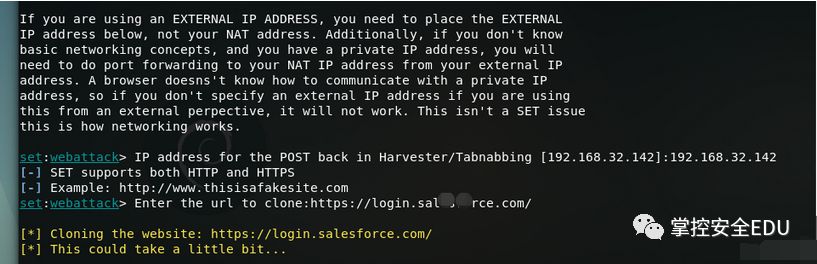 If you are using an EXTERNAL IP ADDRESS, you need to place the EXTERNAL
IP address below, not your NAT address. Additionally, if you don't know
basic networking concepts, and you have a private IP address, you will
need to do port forwarding to your NAT IP address from your external IP
address. A browser doesns't know how to communicate with a private IP
address, so if you don't specify an external IP address if you are using
this from an external perpective, it will not work. This isn't a SET issue
this is how networking works.
set:webattack> IP address for the POST back in Harvester/Tabnabbing [192.168.32.142]:192.168.32.142
[-] SET supports both HTTP and HTTPS
[-] Example: http://www.thisisafakesite.com
set:webattack> Enter the url to clone:
[*] Cloning the website: https://login.salesforce.com/
[*] This could take a little bit...
掌控安全EDU